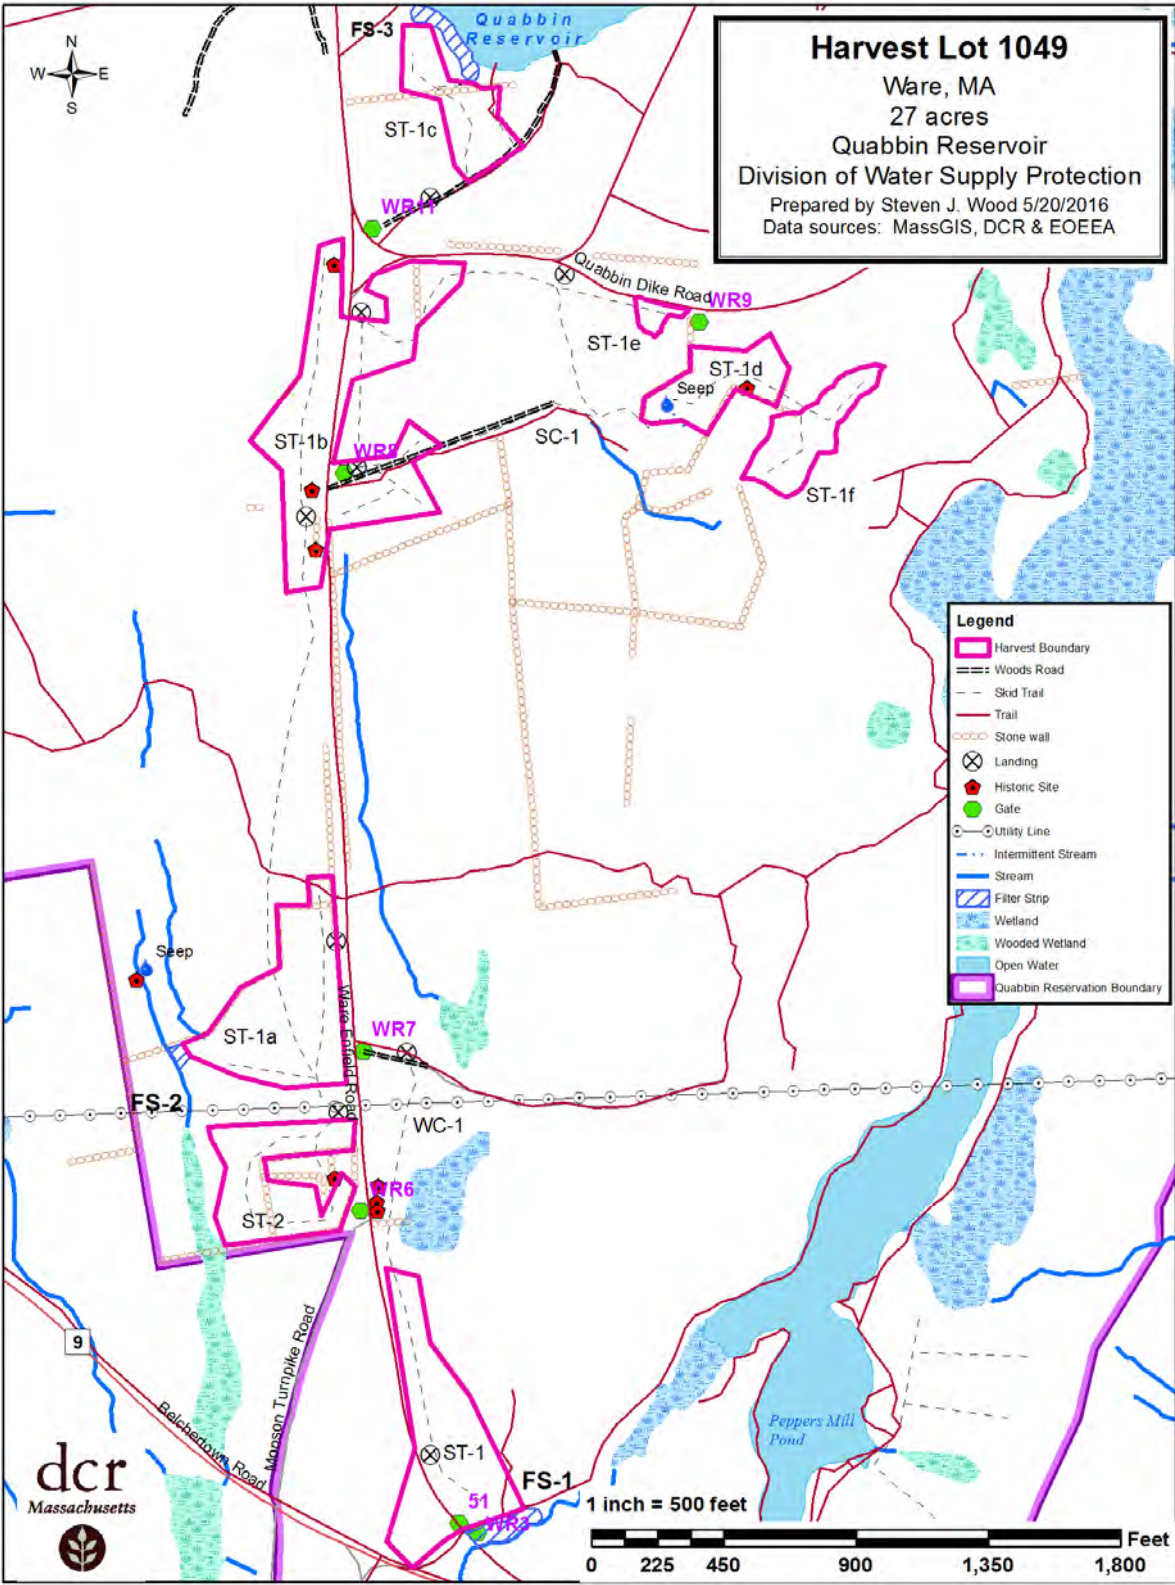 Harvest Lot 1049
Ware, MA
27 acres
Quabbin Reservoir
Division of Water Supply Protection
Prepared by Steven J. Wood 5/20/2016
Data sources: MassGIS, DCR & EOEEA
N
W
E
S
FS-3
Quabbin
Reservoir
ST-1c
WR11
Quabbin Dike Road
WR9
ST-1e
ST-1d
Seep
ST-1b
WR8
SC-1
ST-1f
Legend
Harvest Boundary
Woods Road
Skid Trail
Trail
Stone wall
Landing
Historic Site
Gate
Utility Line
Intermittent Stream
Stream
Filter Strip
Wetland
Wooded Wetland
Open Water
Quabbin Reservation Boundary
Seep
ST-1a
Ware Enfield Road
WR7
FS-2
WC-1
WR6
ST-2
9
Monson Turnpike Road
Belchertown Road
Peppers Mill
Pond
ST-1
FS-1
51
WR3
dcr
Massachusetts
1 inch = 500 feet
Feet
0 225 450 900 1,350 1,800